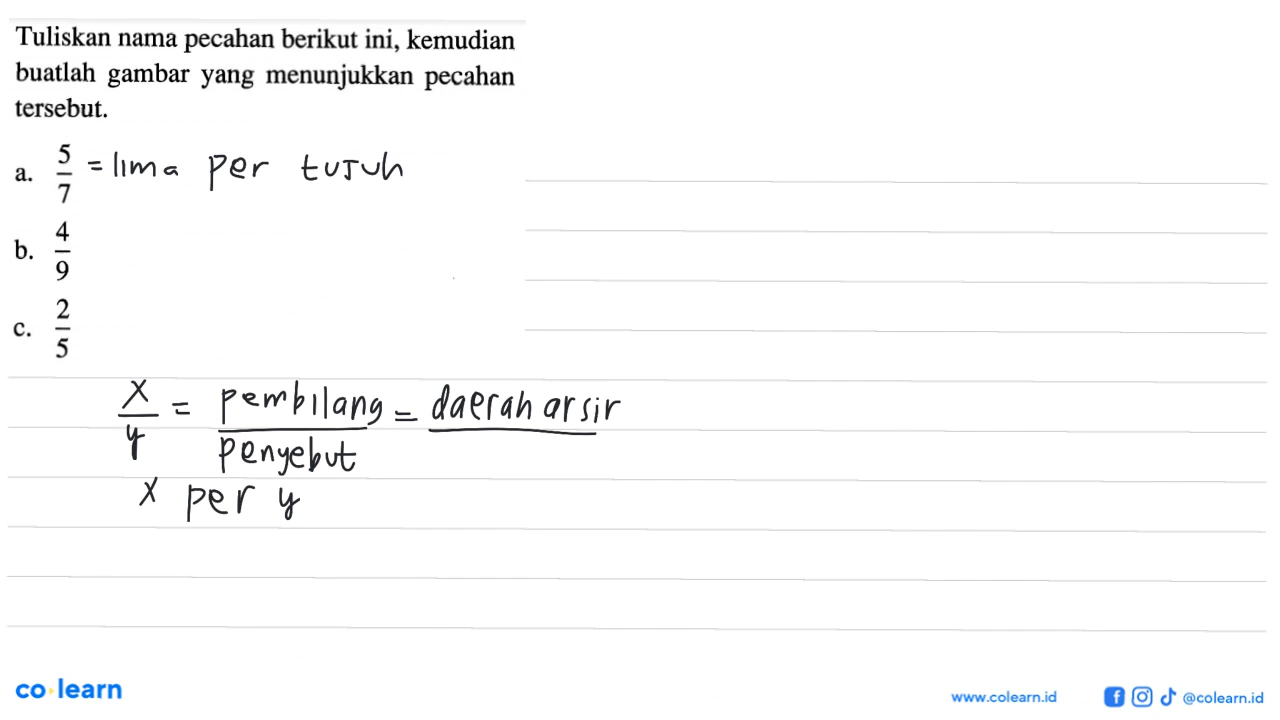 Tuliskan nama pecahan berikut ini, kemudian
buatlah gambar yang menunjukkan pecahan
tersebut.
a. 5/7 = lima per tujuh
b. 4/9
c. 2/5
x/y = pembilang/penyebut = daerah arsir
x per y
co learn
www.colearn.id @colearn.id